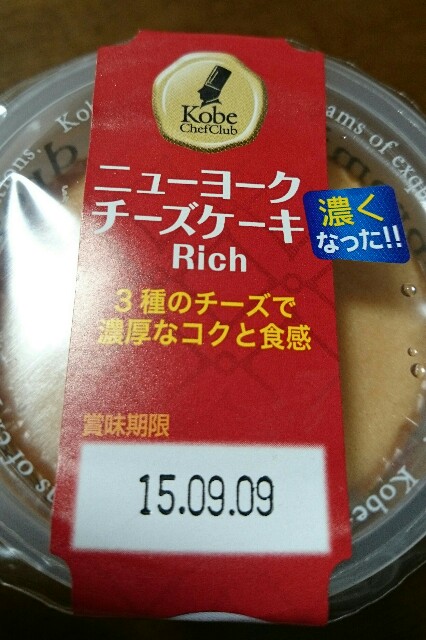 Kobe
ChefClub
ニューヨーク
チーズケーキ
Rich
濃く
なった!!
3種のチーズで
濃厚なコクと食感
賞味期限
15.09.09